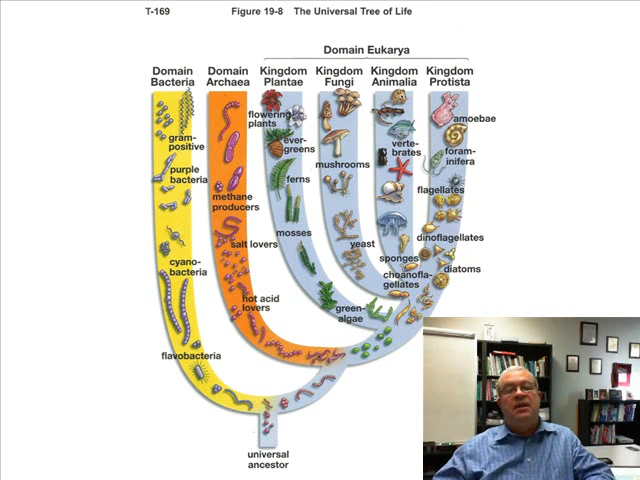 T-169 Figure 19-8 The Universal Tree of Life
Domain Eukarya
Domain Bacteria
Domain Archaea
Kingdom Plantae
Kingdom Fungi
Kingdom Animalia
Kingdom Protista
gram-
positive
purple
bacteria
cyano-
bacteria
flavobacteria
methane
producers
salt lovers
hot acid
lovers
flowering
plants
ever-
greens
ferns
mosses
green-
algae
mushrooms
yeast
verte-
brates
sponges
choanofla-
gellates
amoebae
foram-
inifera
flagellates
dinoflagellates
diatoms
universal
ancestor